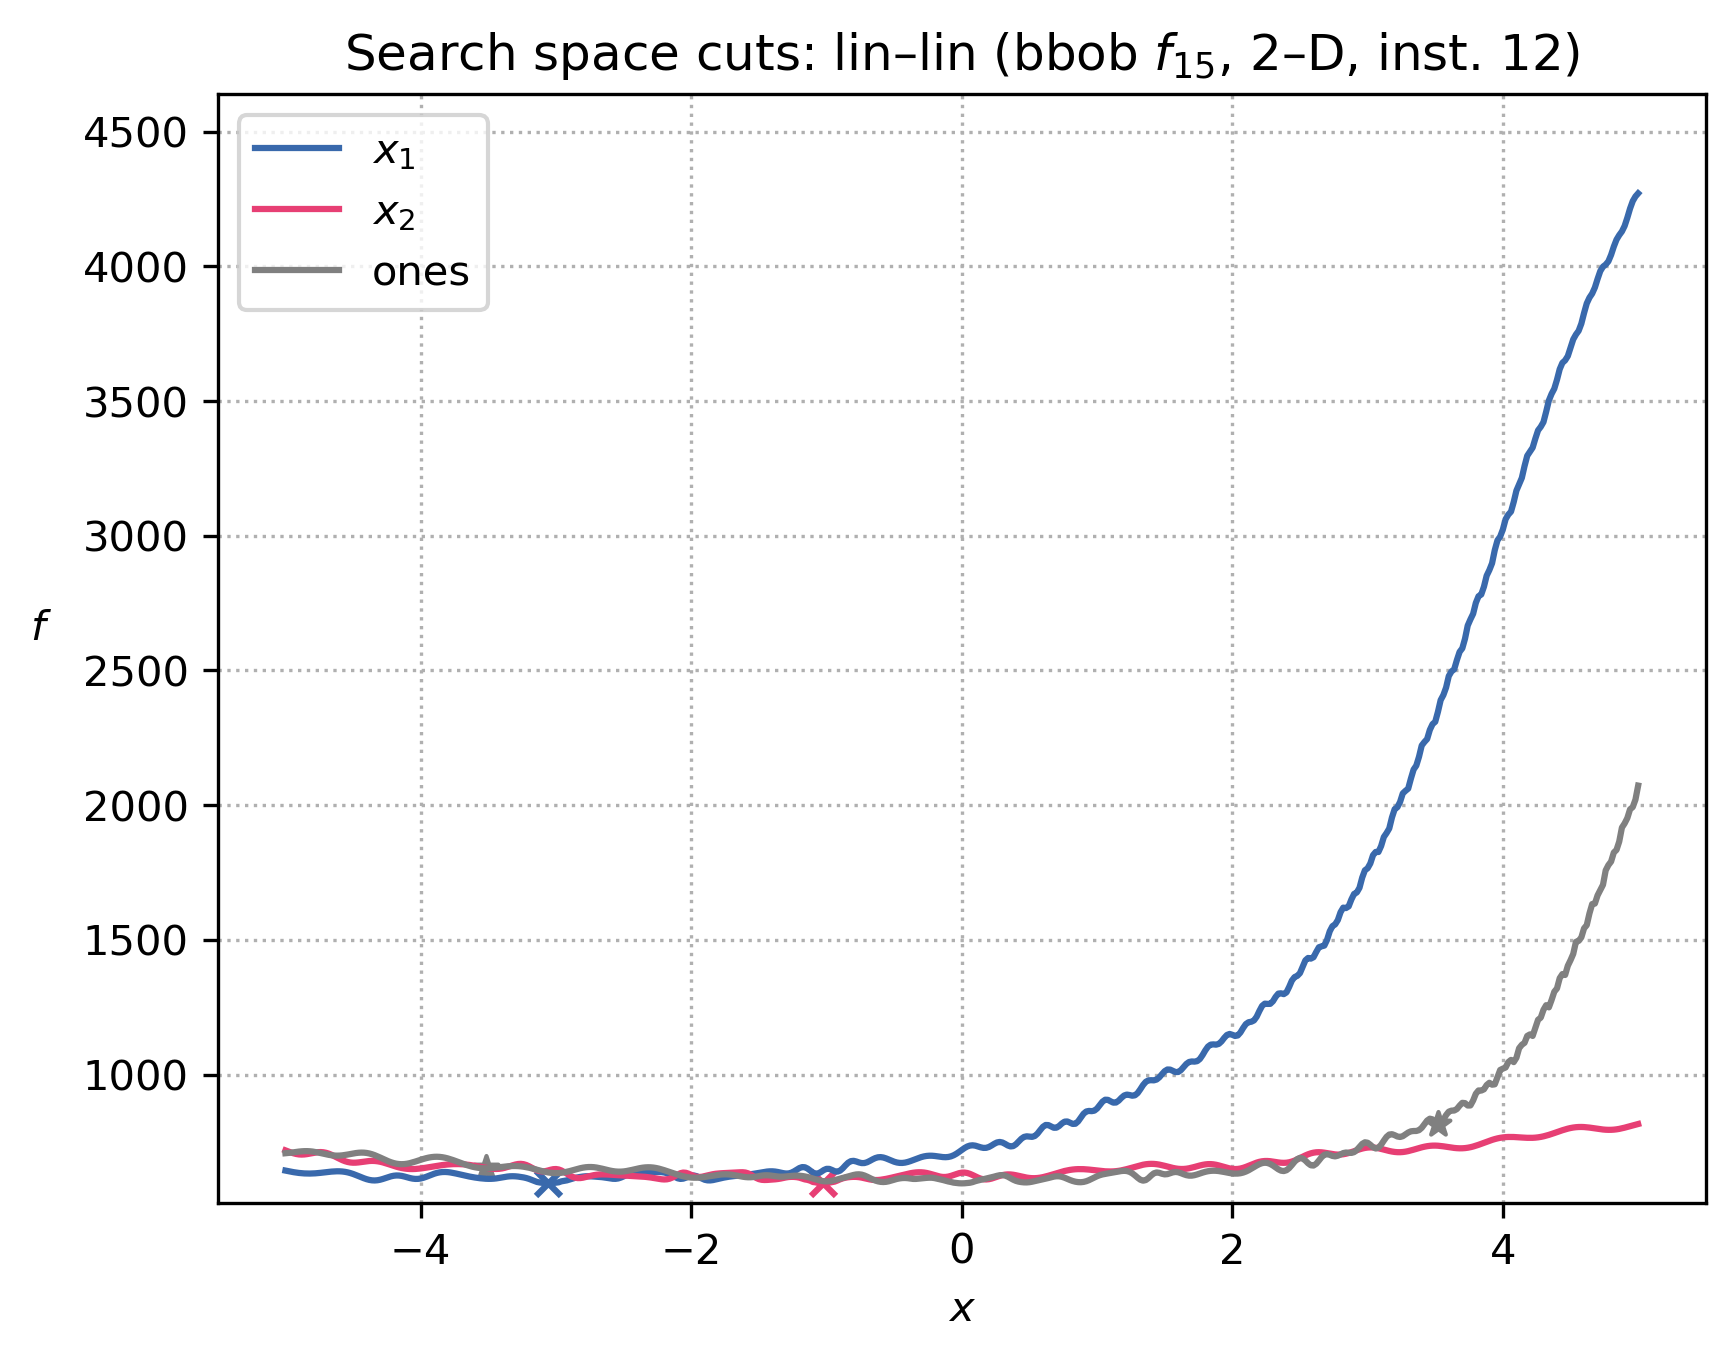 Search space cuts: lin–lin (bbob f₁₅, 2–D, inst. 12)
x₁
x₂
ones
4500
4000
3500
3000
2500
2000
1500
1000
f
−4 −2 0 2 4
x